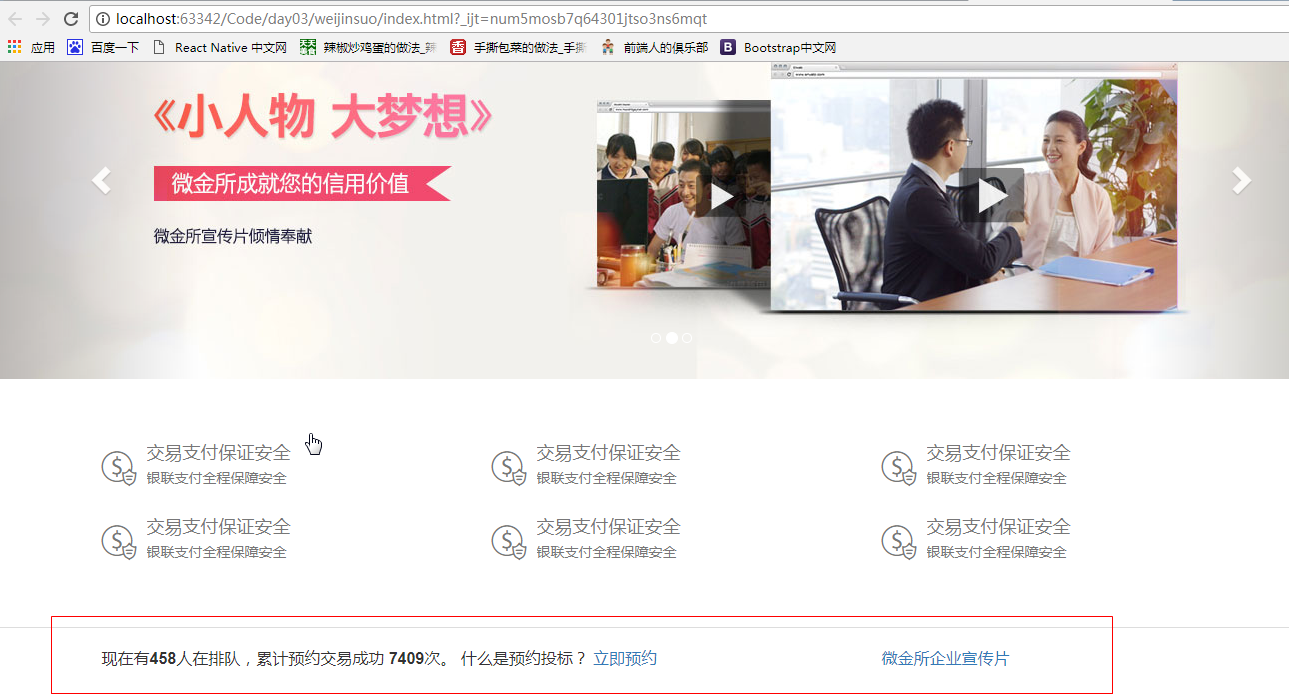 localhost:63342/Code/day03/weijinsuo/index.html?_ijt=num5mosb7q64301jtso3ns6mqt
应用 百度一下 React Native 中文网 辣椒炒鸡蛋的做法_辣 手撕包菜的做法_手撕 前端人的俱乐部 Bootstrap中文网
《小人物 大梦想》
微金所成就您的信用价值
微金所宣传片倾情奉献
交易支付保证安全 交易支付保证安全 交易支付保证安全
银联支付全程保障安全 银联支付全程保障安全 银联支付全程保障安全
交易支付保证安全 交易支付保证安全 交易支付保证安全
银联支付全程保障安全 银联支付全程保障安全 银联支付全程保障安全
现在有458人在排队，累计预约交易成功 7409次。 什么是预约投标？ 立即预约 微金所企业宣传片